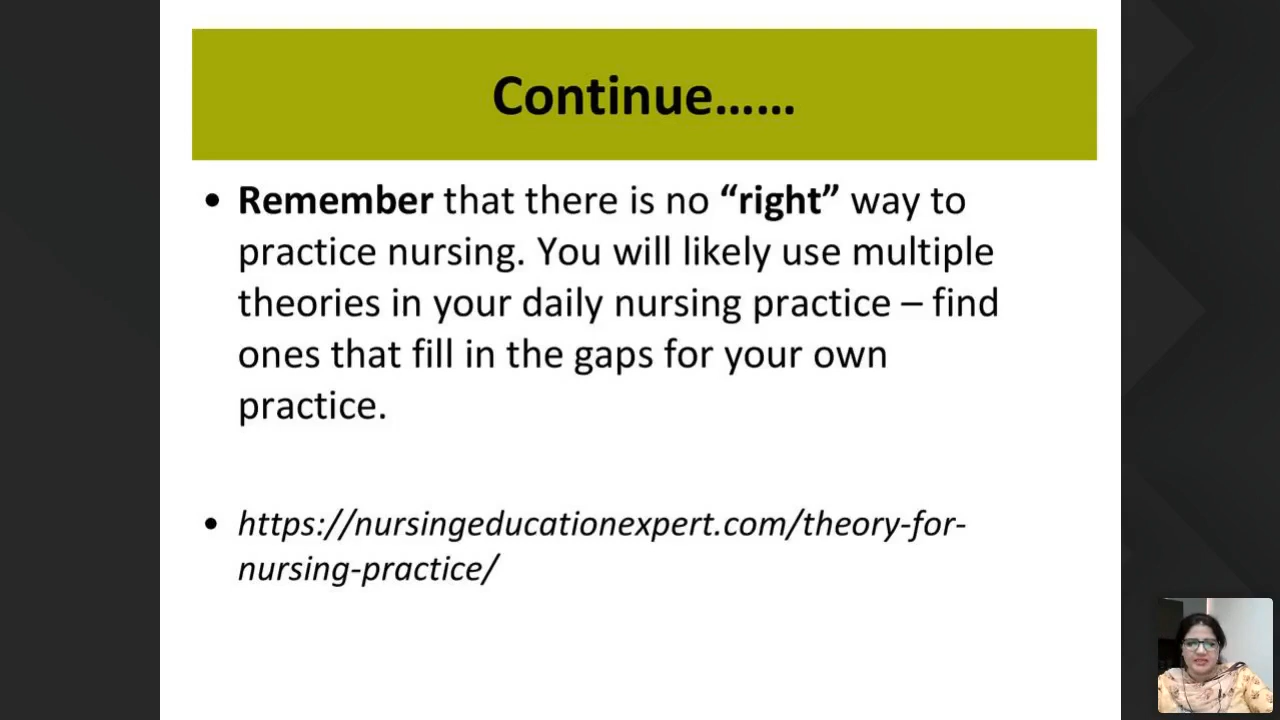 Continue……
• Remember that there is no “right” way to
practice nursing. You will likely use multiple
theories in your daily nursing practice – find
ones that fill in the gaps for your own
practice.
• https://nursingeducationexpert.com/theory-for-
nursing-practice/